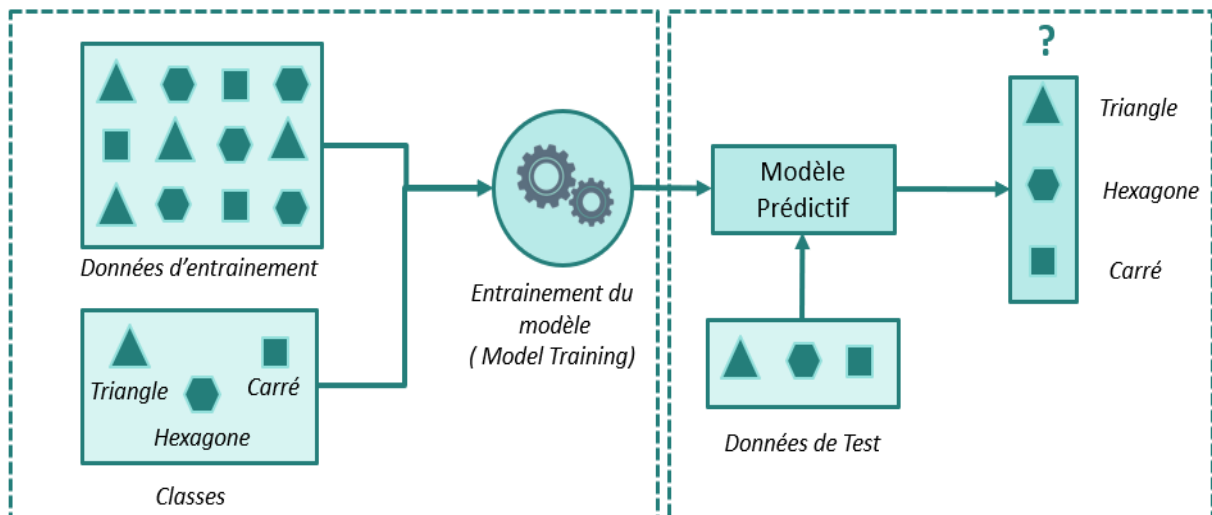 Données d'entrainement
Triangle
Carré
Hexagone
Classes
Entrainement du
modèle
( Model Training)
Modèle
Prédictif
Données de Test
?
Triangle
Hexagone
Carré